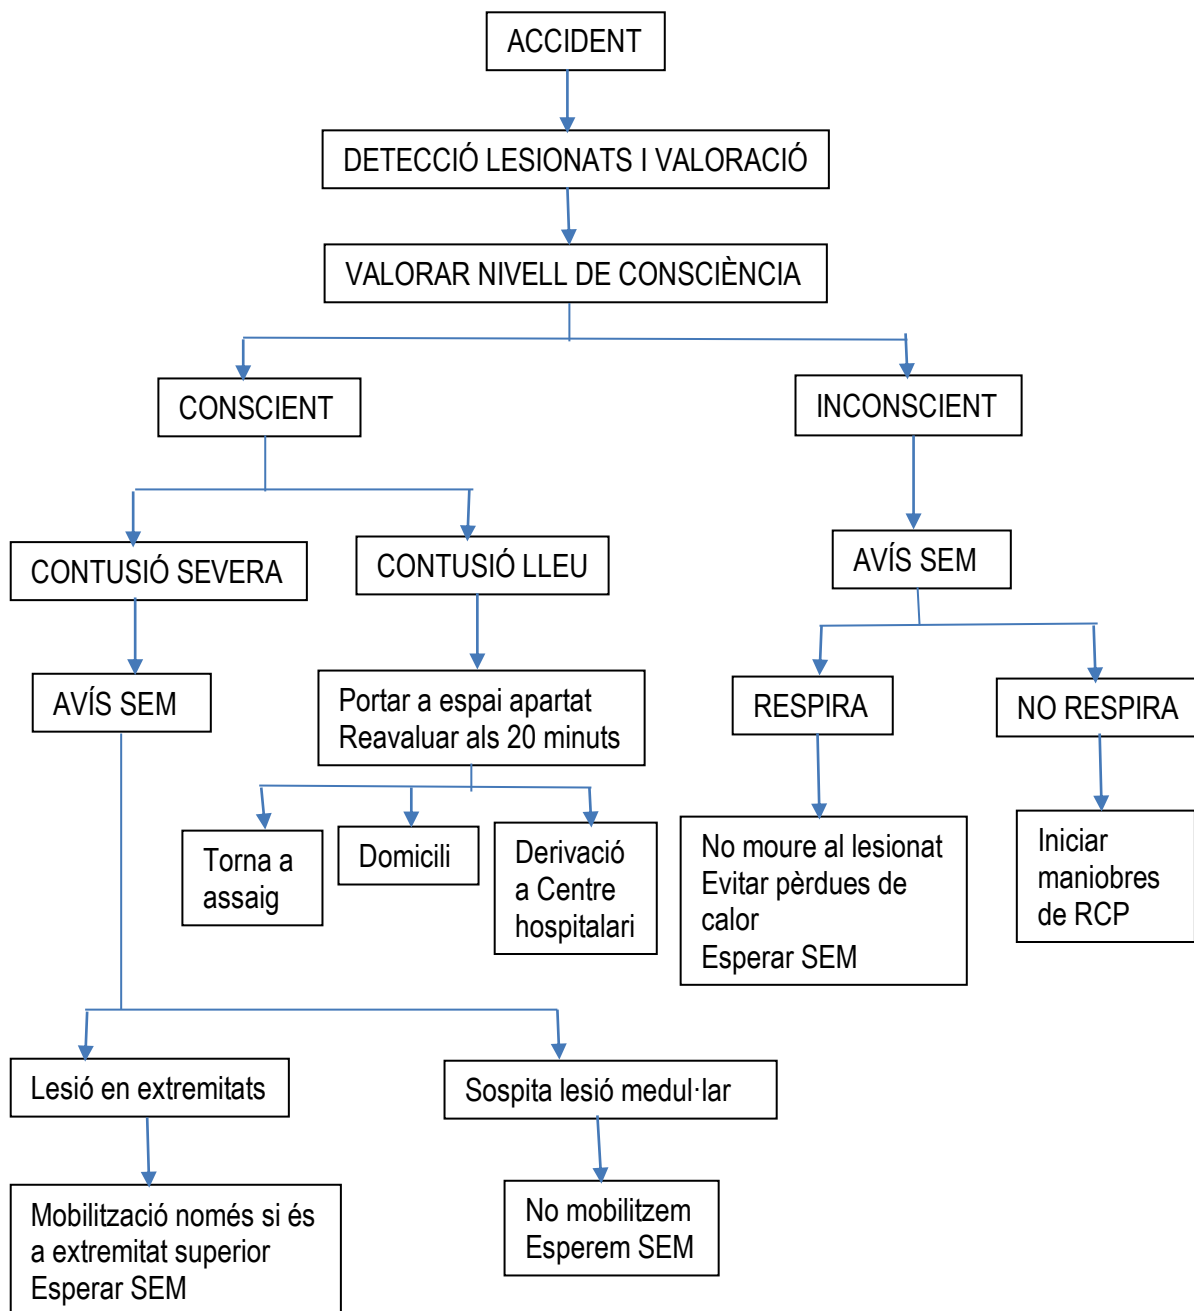 ACCIDENT
DETECCIÓ LESIONATS I VALORACIÓ
VALORAR NIVELL DE CONSCIÈNCIA
CONSCIENT
INCONSCIENT
CONTUSIÓ SEVERA
CONTUSIÓ LLEU
AVÍS SEM
AVÍS SEM
Portar a espai apartat
Reavaluar als 20 minuts
RESPIRA
NO RESPIRA
Torna a
assaig
Domicili
Derivació
a Centre
hospitalari
No moure al lesionat
Evitar pèrdues de
calor
Esperar SEM
Iniciar
maniobres
de RCP
Lesió en extremitats
Sospita lesió medul·lar
Mobilització només si és
a extremitat superior
Esperar SEM
No mobilitzem
Esperem SEM